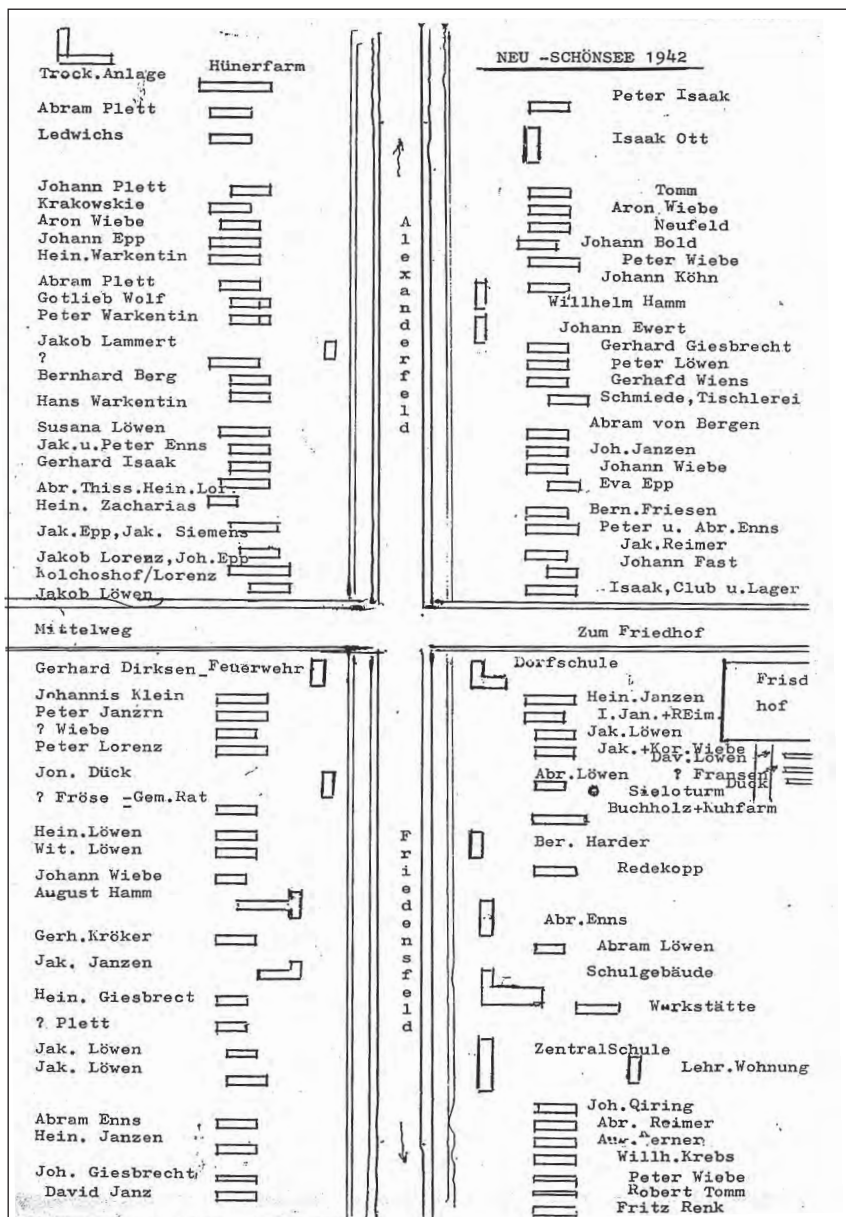 NEU -SCHÖNSEE 1942
Trock.Anlage
Hünerfarm
Abram Plett
Ledwichs
Johann Plett
Krakowskie
Aron Wiebe
Johann Epp
Hein.Warkentin
Abram Plett
Gotlieb Wolf
Peter Warkentin
Jakob Lammert
?
Bernhard Berg
Hans Warkentin
Susana Löwen
Jak.u.Peter Enns
Gerhard Isaak
Abr.Thiss.Hein.Lor.
Hein. Zacharias
Jak.Epp,Jak. Siemens
Jakob Lorenz,Joh.Epp
Kolchoshof/Lorenz
Jakob Löwen
Alexanderfeld
Peter Isaak
Isaak Ott
Tomm
Aron Wiebe
Neufeld
Johann Bold
Peter Wiebe
Johann Köhn
Willhelm Hamm
Johann Ewert
Gerhard Giesbrecht
Peter Löwen
Gerhafd Wiens
Schmiede,Tischlerei
Abram von Bergen
Joh.Janzen
Johann Wiebe
Eva Epp
Bern.Friesen
Peter u. Abr.Enns
Jak.Reimer
Johann Fast
Isaak,Club u.Lager
Mittelweg
Zum Friedhof
Gerhard Dirksen_Feuerwehr
Johannis Klein
Peter Janzrn
? Wiebe
Peter Lorenz
Jon. Dück
? Fröse -Gem.Rat
Hein.Löwen
Wit. Löwen
Johann Wiebe
August Hamm
Gerh.Kröker
Jak. Janzen
Hein. Giesbrect
? Plett
Jak. Löwen
Jak. Löwen
Abram Enns
Hein. Janzen
Joh. Giesbrecht
David Janz
Friedensfeld
Dorfschule
Frisd
hof
Hein.Janzen
I.Jan.+REim.
Jak.Löwen
Jak.+Kor.Wiebe
Dav.Löwen
Abr.Löwen
? Fransen
Dück
Sieloturm
Buchholz+Kuhfarm
Ber. Harder
Redekopp
Abr.Enns
Abram Löwen
Schulgebäude
Werkstätte
ZentralSchule
Lehr.Wohnung
Joh.Qiring
Abr. Reimer
Willh.Krebs
Peter Wiebe
Robert Tomm
Fritz Renk